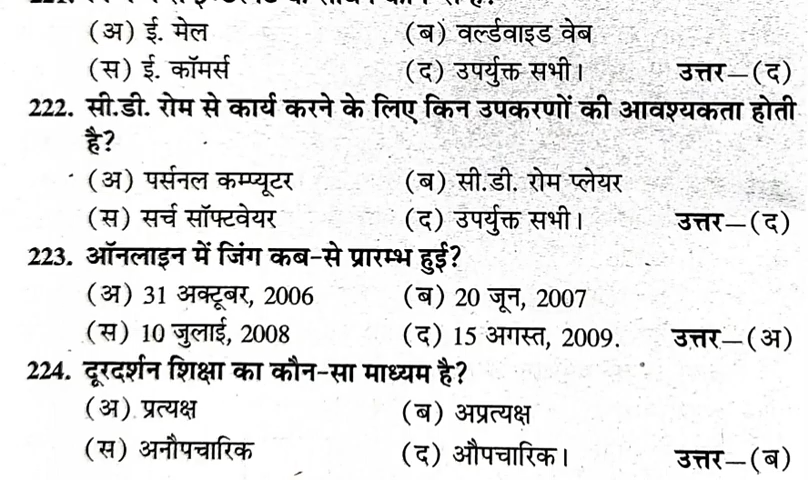 (अ) ई. मेल (ब) वर्ल्डवाइड वेब
(स) ई. कॉमर्स (द) उपर्युक्त सभी। उत्तर–(द)
222. सी.डी. रोम से कार्य करने के लिए किन उपकरणों की आवश्यकता होती
है?
(अ) पर्सनल कम्प्यूटर (ब) सी.डी. रोम प्लेयर
(स) सर्च सॉफ्टवेयर (द) उपर्युक्त सभी। उत्तर–(द)
223. ऑनलाइन में जिंग कब-से प्रारम्भ हुई?
(अ) 31 अक्टूबर, 2006 (ब) 20 जून, 2007
(स) 10 जुलाई, 2008 (द) 15 अगस्त, 2009. उत्तर–(अ)
224. दूरदर्शन शिक्षा का कौन-सा माध्यम है?
(अ) प्रत्यक्ष (ब) अप्रत्यक्ष
(स) अनौपचारिक (द) औपचारिक। उत्तर–(ब)